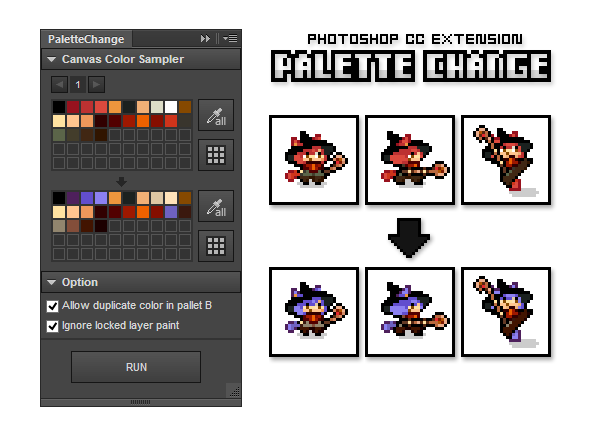 PaletteChange
Canvas Color Sampler
1
all
all
Option
Allow duplicate color in pallet B
Ignore locked layer paint
RUN
PHOTOSHOP CC EXTENSION
PALETTE CHANGE